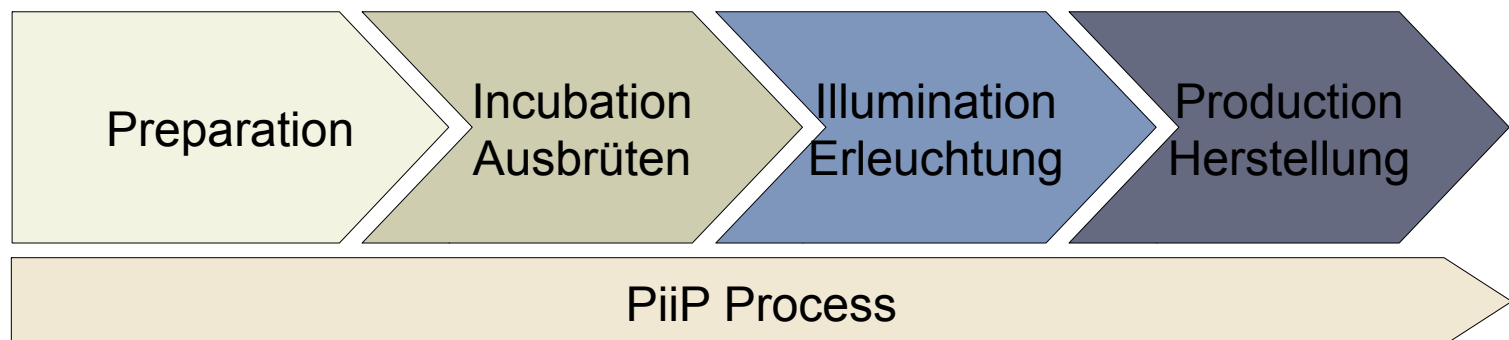 Preparation
Incubation
Ausbrüten
Illumination
Erleuchtung
Production
Herstellung
PiiP Process